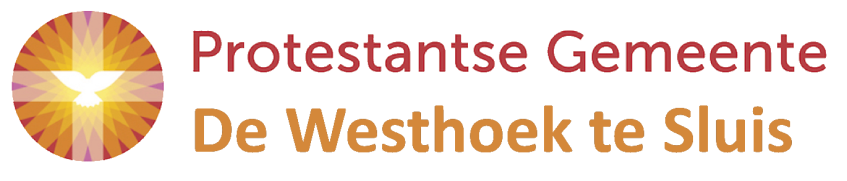 Protestantse Gemeente
De Westhoek te Sluis